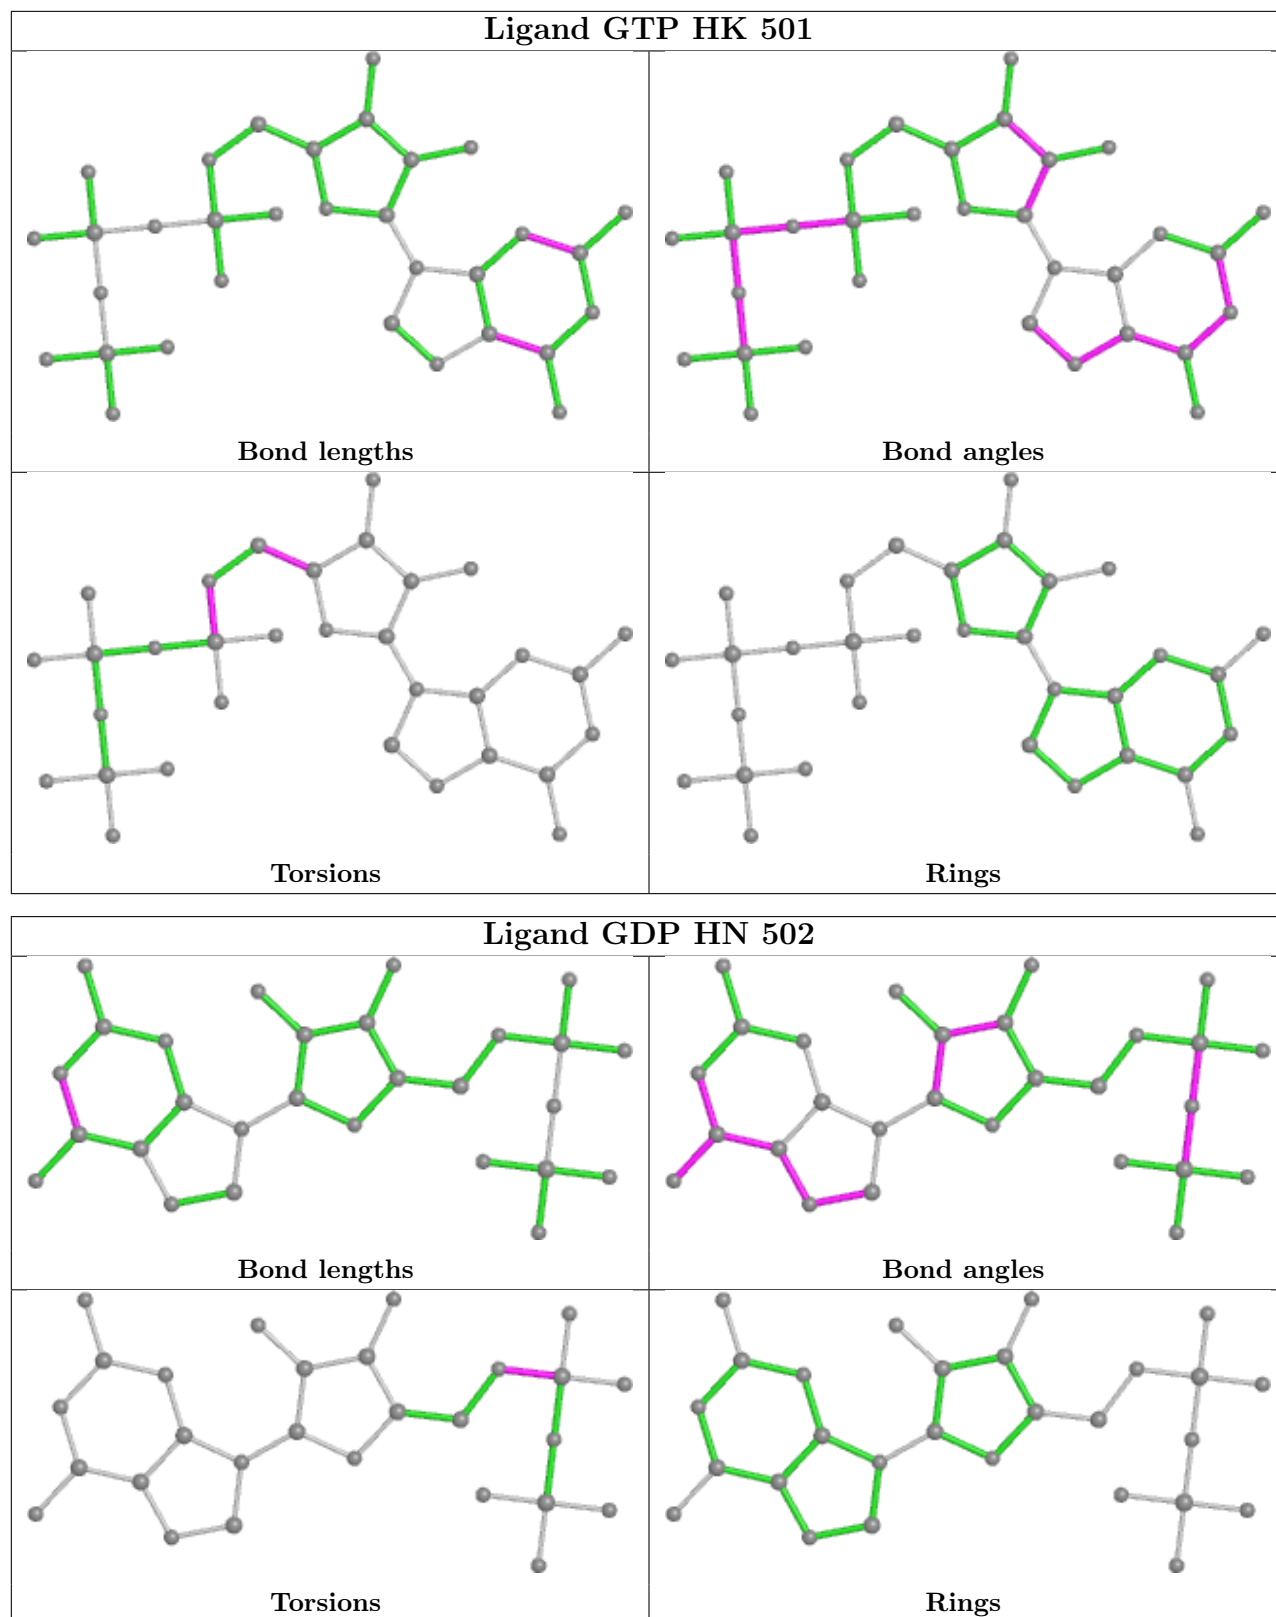 Ligand GTP HK 501
Bond lengths
Bond angles
Torsions
Rings
Ligand GDP HN 502
Bond lengths
Bond angles
Torsions
Rings